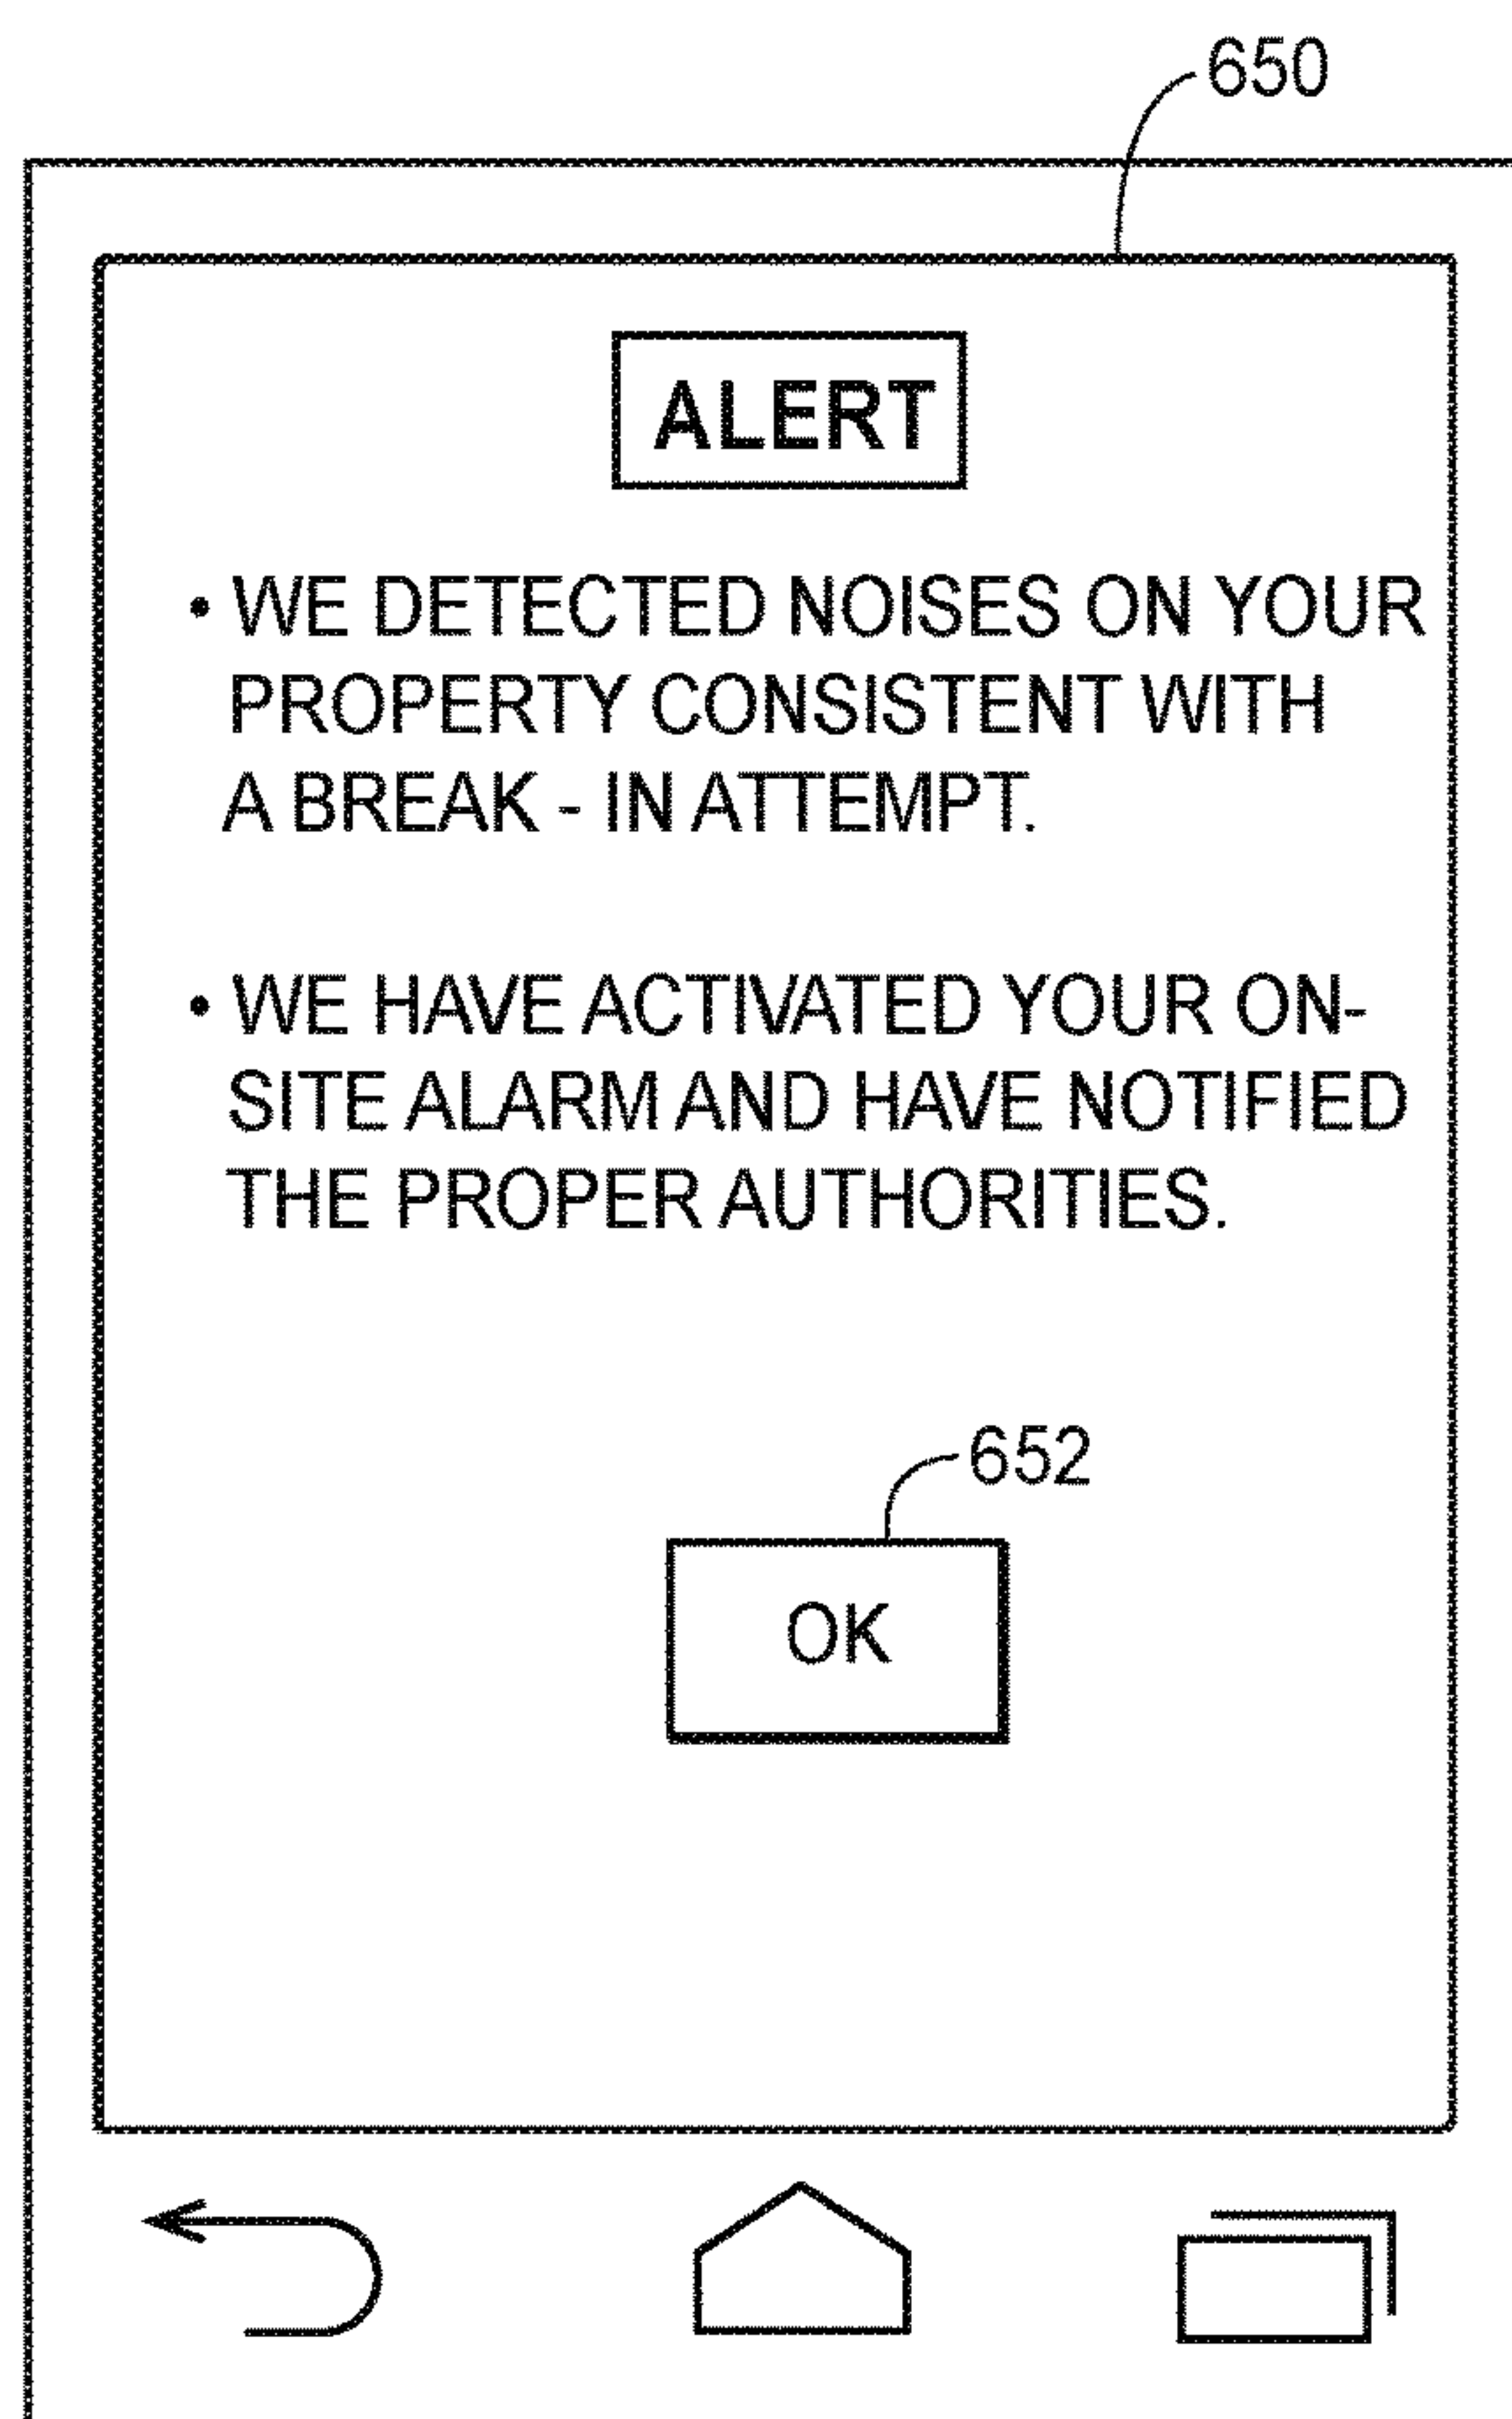 650
ALERT
• WE DETECTED NOISES ON YOUR
PROPERTY CONSISTENT WITH
A BREAK - IN ATTEMPT.
• WE HAVE ACTIVATED YOUR ON-
SITE ALARM AND HAVE NOTIFIED
THE PROPER AUTHORITIES.
652
OK